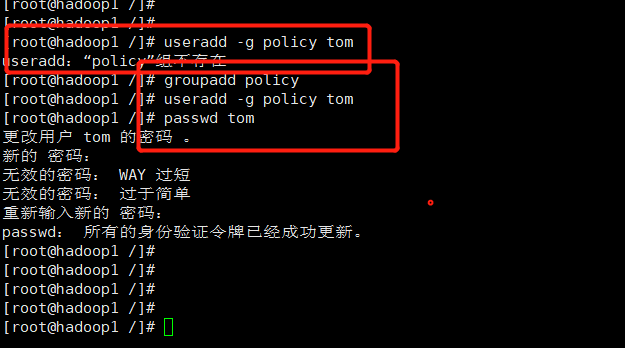 [root@hadoop1 /]#
[root@hadoop1 /]#
[root@hadoop1 /]# useradd -g policy tom
useradd：“policy”组不存在
[root@hadoop1 /]# groupadd policy
[root@hadoop1 /]# useradd -g policy tom
[root@hadoop1 /]# passwd tom
更改用户 tom 的密码 。
新的 密码：
无效的密码： WAY 过短
无效的密码： 过于简单
重新输入新的 密码：
passwd： 所有的身份验证令牌已经成功更新。
[root@hadoop1 /]#
[root@hadoop1 /]#
[root@hadoop1 /]#
[root@hadoop1 /]#
[root@hadoop1 /]#